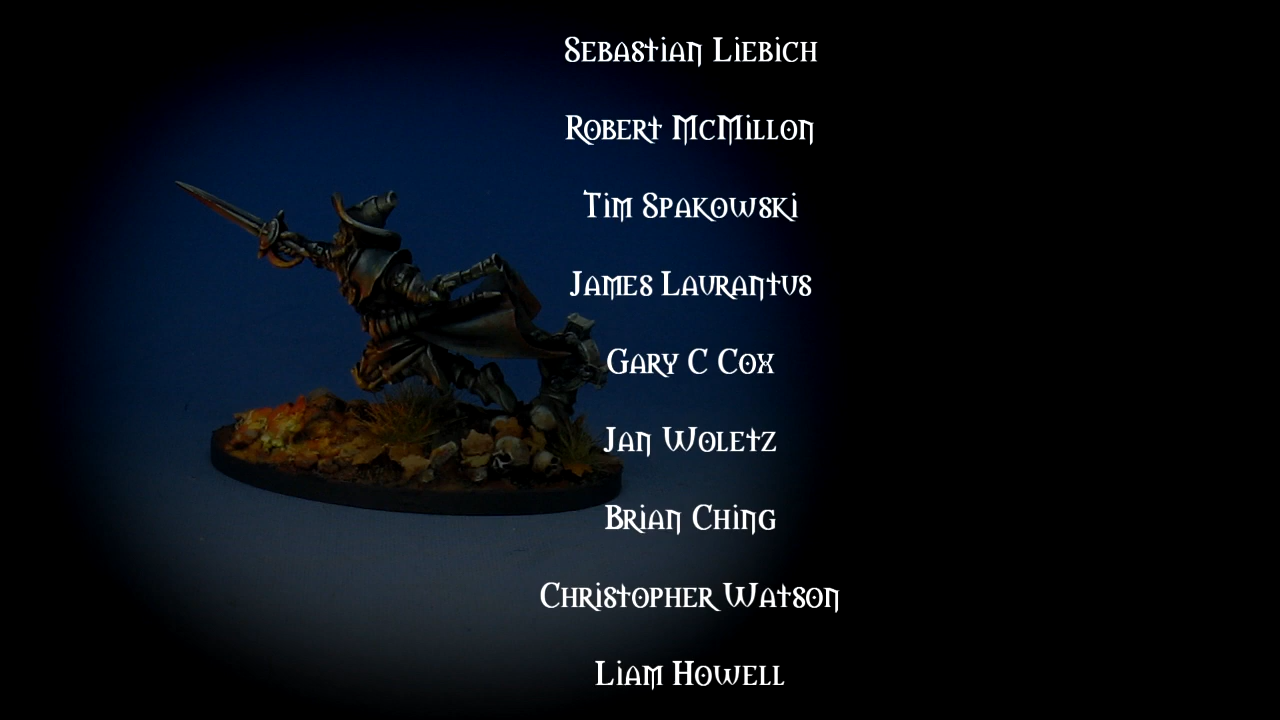 Sebastian Liebich
Robert McMillon
Tim Spakowski
James Laurantus
Gary C Cox
Jan Woletz
Brian Ching
Christopher Watson
Liam Howell